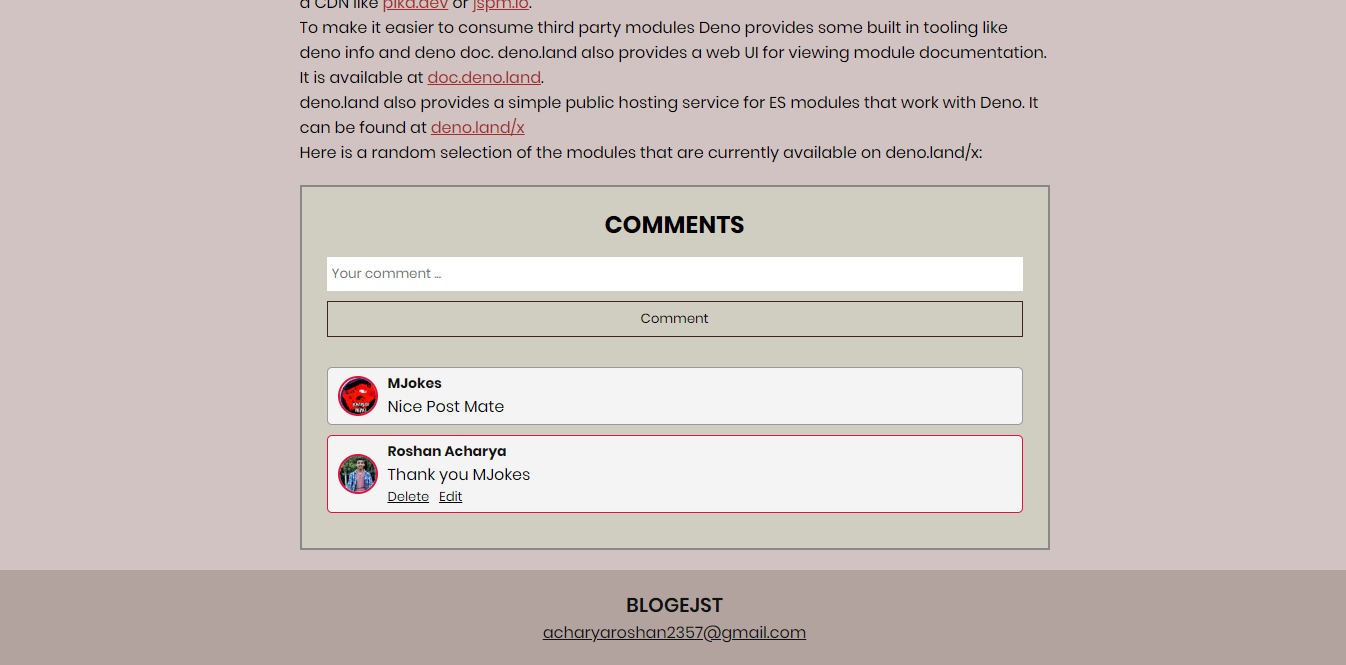 a CDN like pika.dev or jspm.io.
To make it easier to consume third party modules Deno provides some built in tooling like
deno info and deno doc. deno.land also provides a web UI for viewing module documentation.
It is available at doc.deno.land.
deno.land also provides a simple public hosting service for ES modules that work with Deno. It
can be found at deno.land/x
Here is a random selection of the modules that are currently available on deno.land/x:
COMMENTS
Your comment ...
Comment
MJokes
Nice Post Mate
Roshan Acharya
Thank you MJokes
Delete Edit
BLOGEJST
acharyaroshan2357@gmail.com